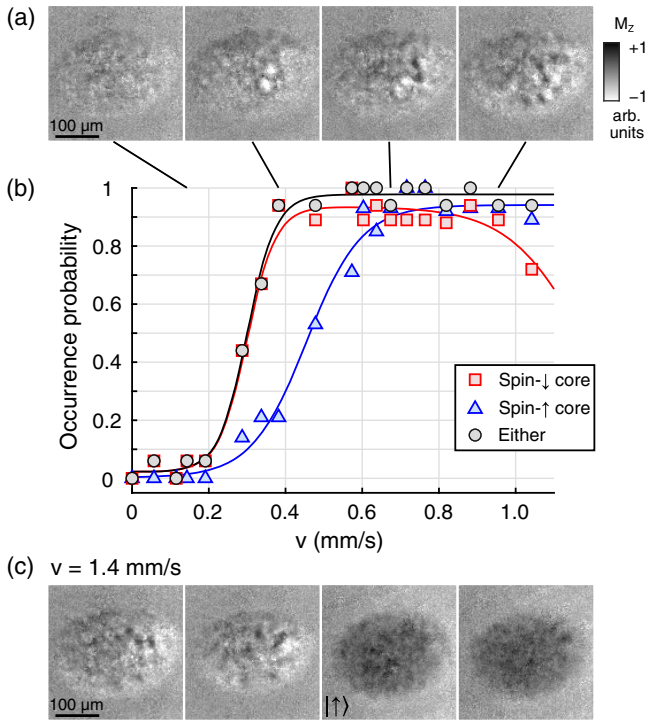 (a)
M_z
+1
−1
arb.
units
100 µm
(b)
Occurrence probability
1
0.8
0.6
0.4
0.2
0
Spin-↓ core
Spin-↑ core
Either
0
0.2
0.4
0.6
0.8
1.0
v (mm/s)
(c) v = 1.4 mm/s
100 µm
|↑⟩